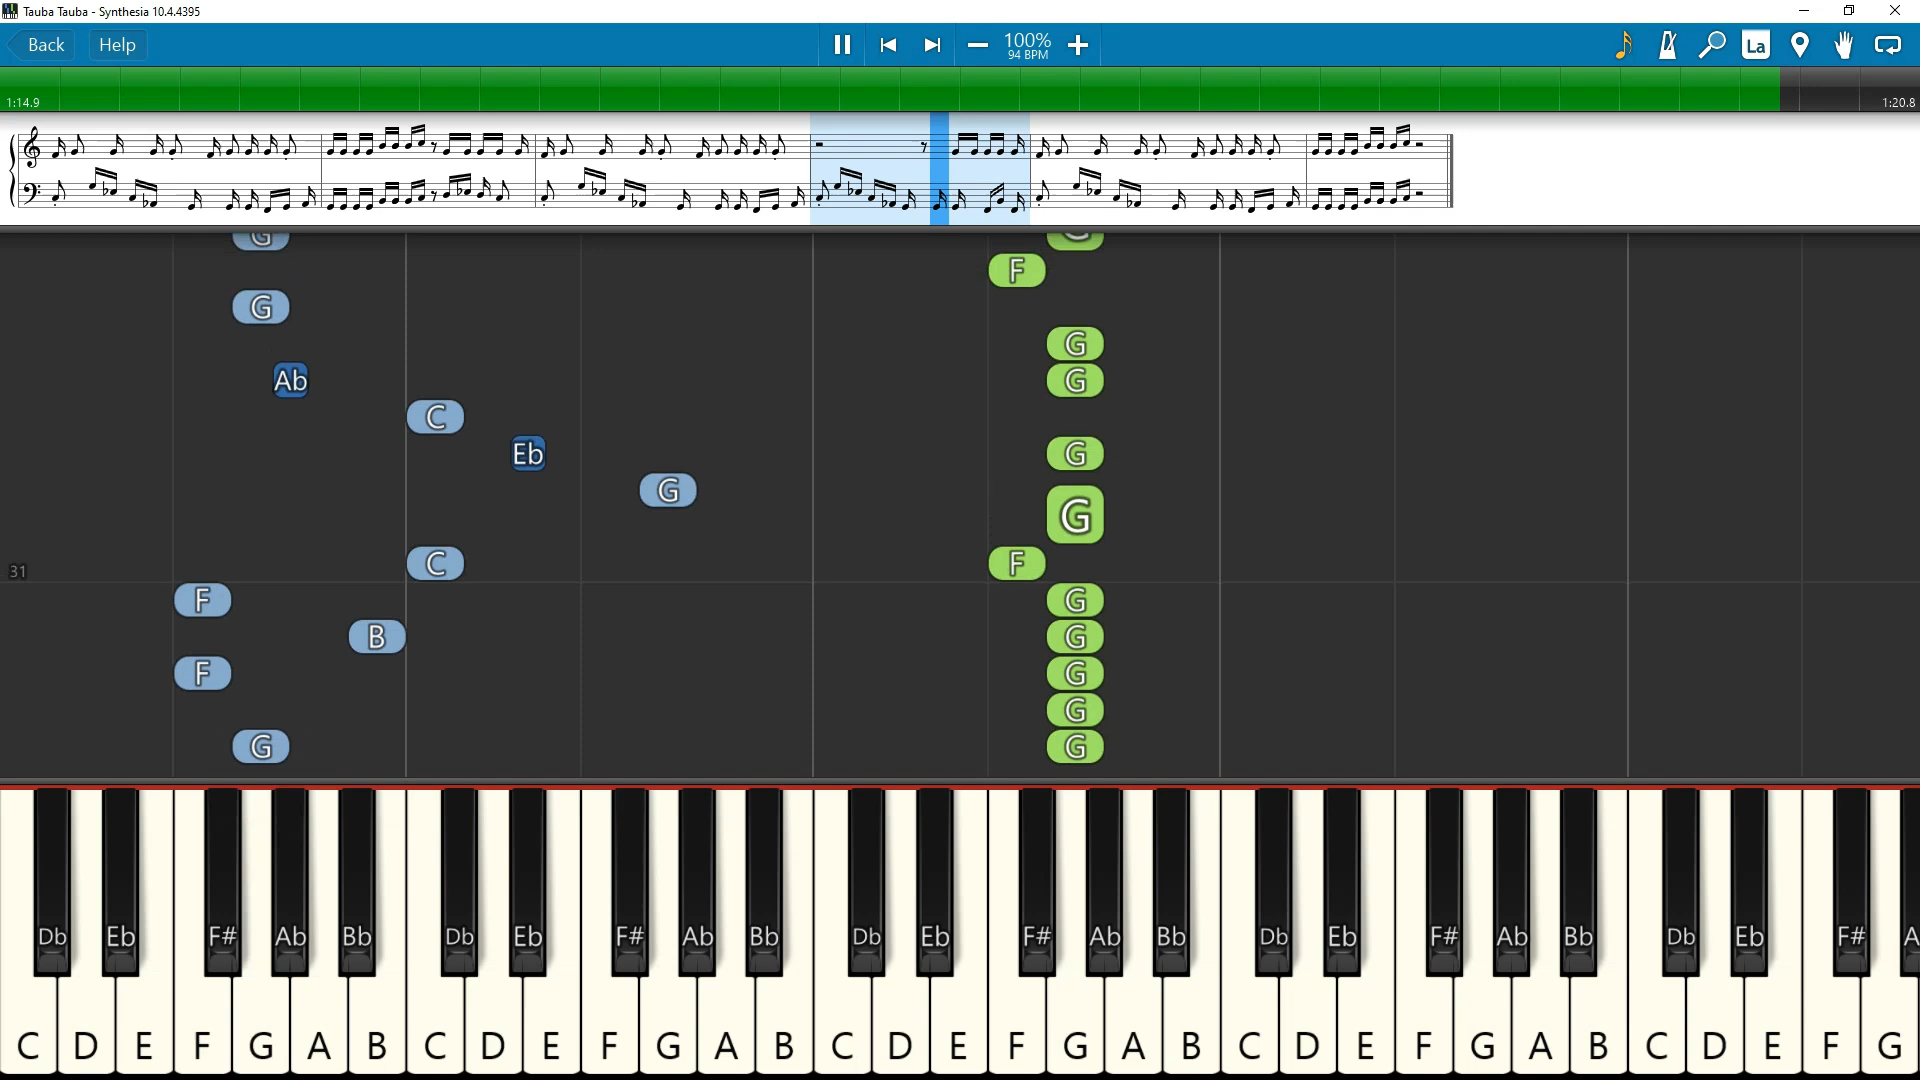 Tauba Tauba - Synthesia 10.4.4395
Back Help 100% La
94 BPM
1:14.9 1:20.8
G
F
G
G
Ab G
C
Eb G
G
G
C F
31
F G
B G
F G
G
G G
Db Eb F# Ab Bb Db Eb F# Ab Bb Db Eb F# Ab Bb Db Eb F# Ab Bb Db Eb F#
C D E F G A B C D E F G A B C D E F G A B C D E F G A B C D E F G